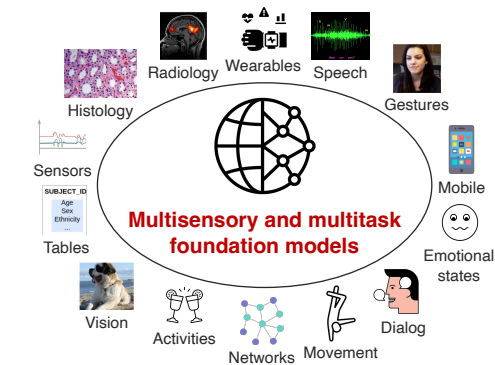 Radiology
Wearables
Speech
Gestures
Histology
Sensors
Mobile
SUBJECT_ID
Age
Sex
Ethnicity
...
Tables
Multisensory and multitask
foundation models
Emotional
states
Vision
Activities
Networks
Movement
Dialog